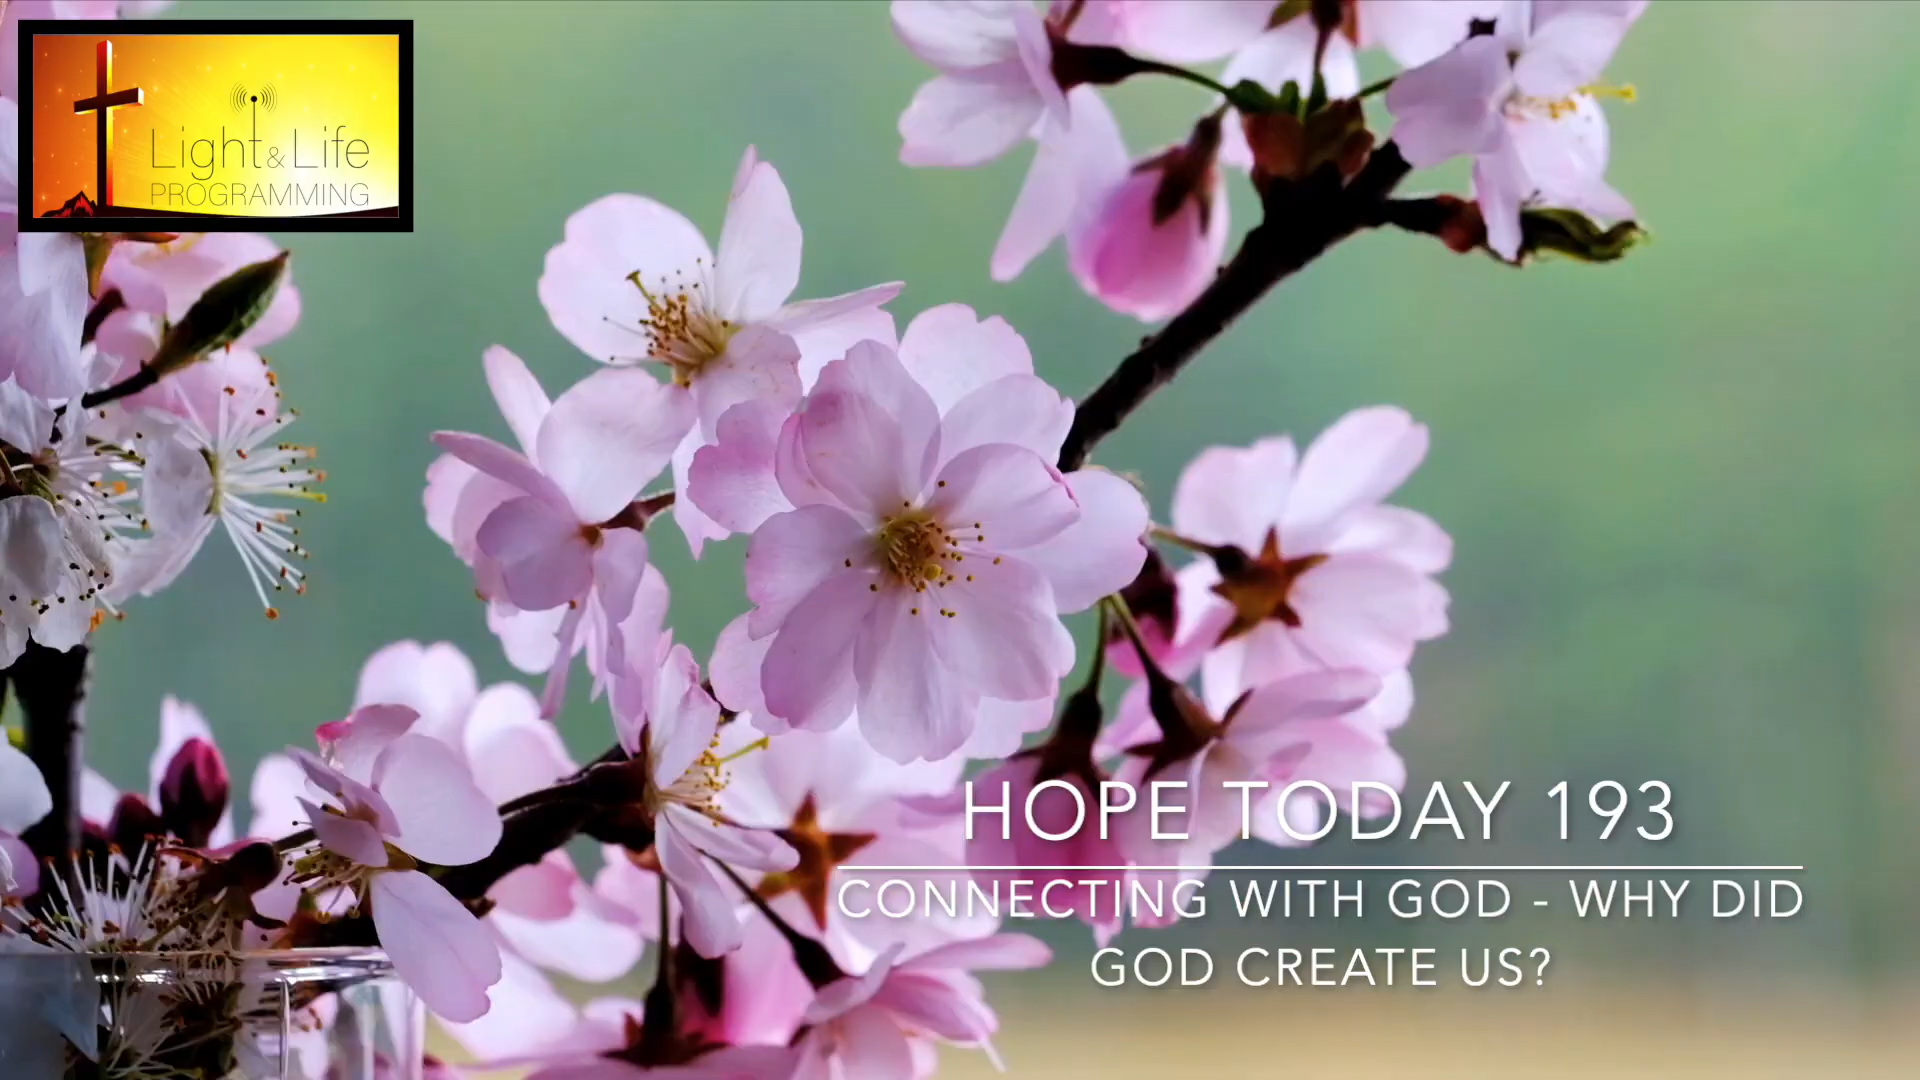 Light & Life
PROGRAMMING
HOPE TODAY 193
CONNECTING WITH GOD - WHY DID
GOD CREATE US?